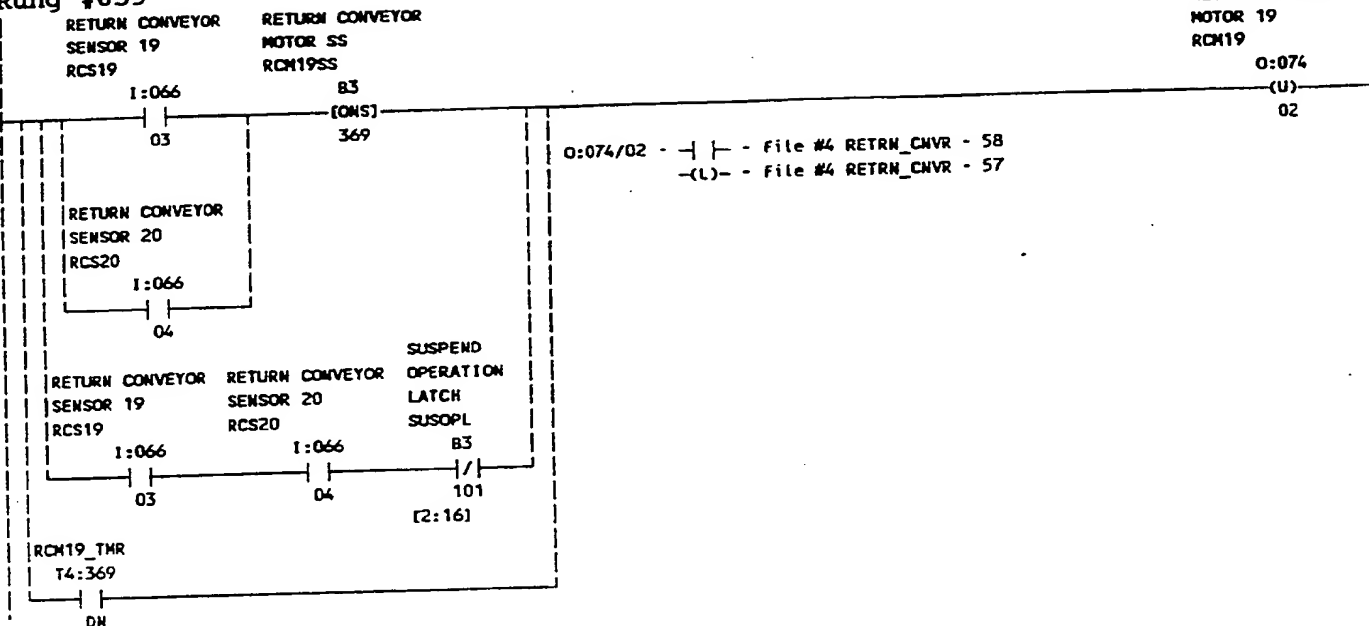 RETURN CONVEYOR
SENSOR 19
RCS19
I:066
03
RETURN CONVEYOR
MOTOR SS
RCM19SS
B3
[ONS]
369
MOTOR 19
RCM19
O:074
(U)
02
O:074/02 - ─┤ ├─ - File #4 RETRN_CNVR - 58
─(L)─ - File #4 RETRN_CNVR - 57
RETURN CONVEYOR
SENSOR 20
RCS20
I:066
04
RETURN CONVEYOR
SENSOR 19
RCS19
I:066
03
RETURN CONVEYOR
SENSOR 20
RCS20
I:066
04
SUSPEND
OPERATION
LATCH
SUSOPL
B3
101
[2:16]
RCM19_TMR
T4:369
DN